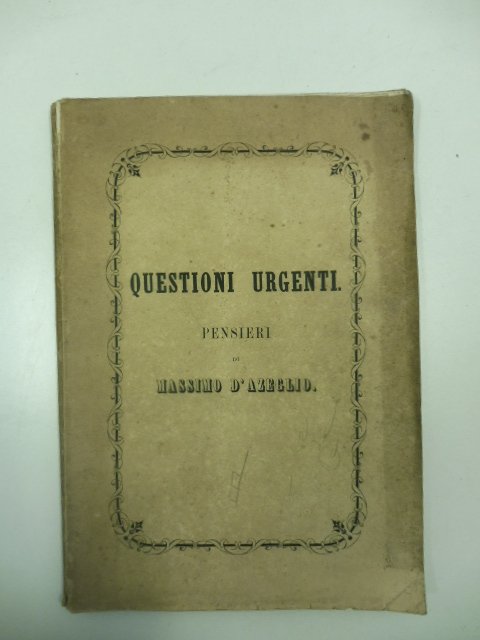 QUESTIONI URGENTI.
PENSIERI
DI
MASSIMO D'AZEGLIO.